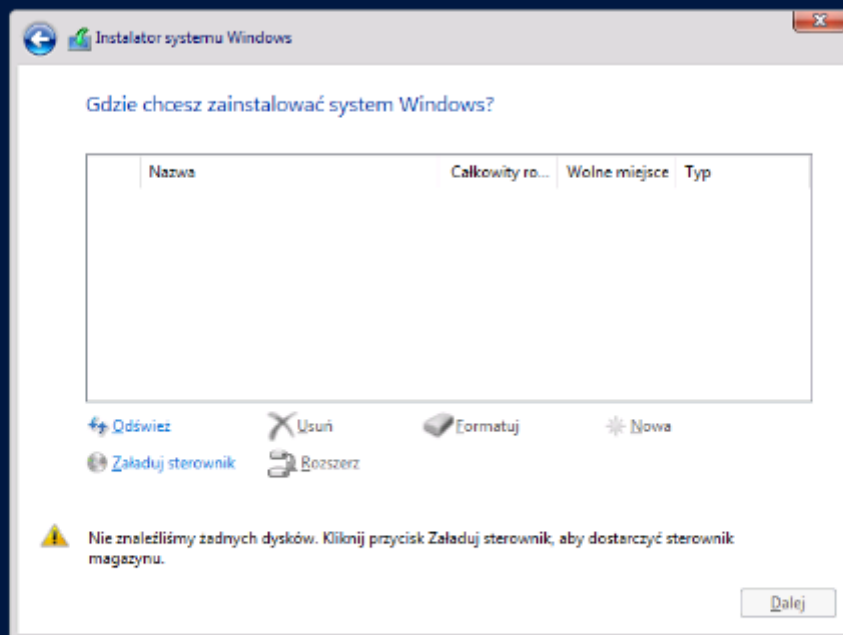 Instalator systemu Windows
Gdzie chcesz zainstalować system Windows?
Nazwa Całkowity ro... Wolne miejsce Typ
Odśwież Usuń Formatuj Nowa
Załaduj sterownik Rozszerz
Nie znaleźliśmy żadnych dysków. Kliknij przycisk Załaduj sterownik, aby dostarczyć sterownik
magazynu.
Dalej